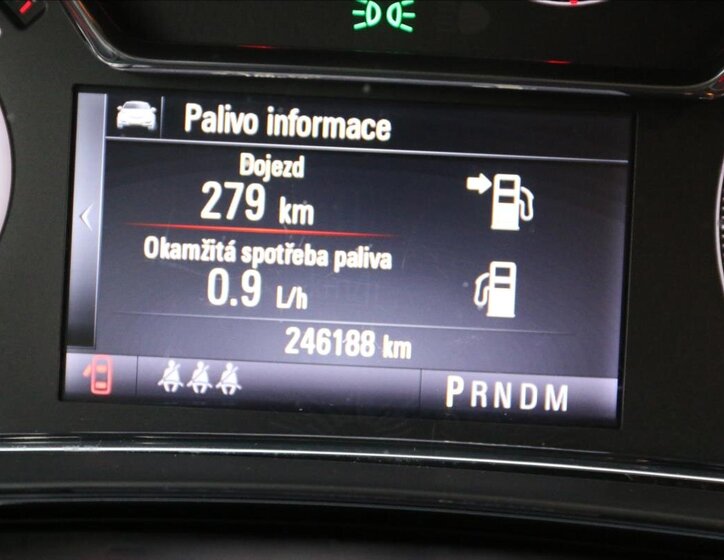 Palivo informace
Dojezd
279 km
Okamžitá spotřeba paliva
0.9 L/h
246188 km
PRNDM